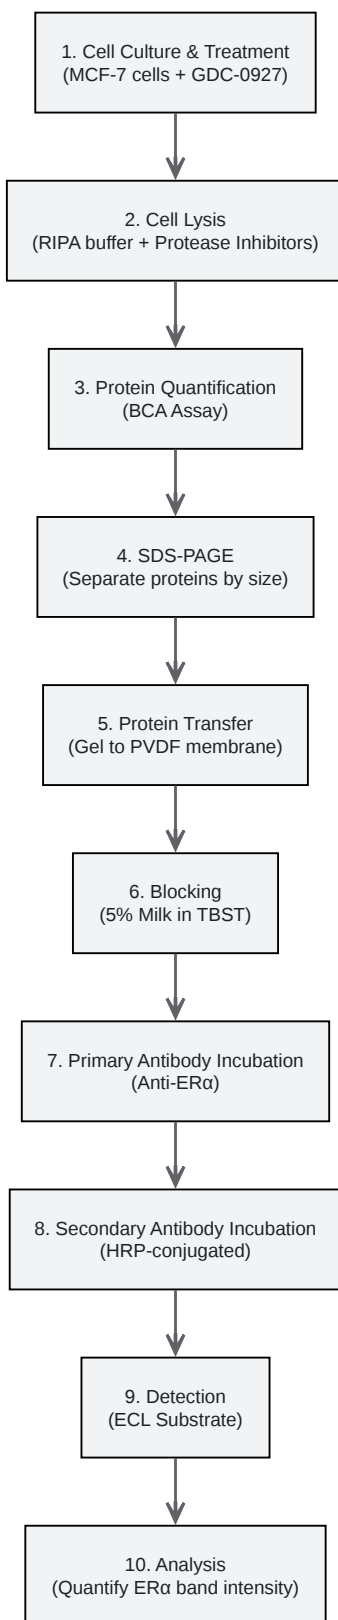 1. Cell Culture & Treatment
(MCF-7 cells + GDC-0927)
2. Cell Lysis
(RIPA buffer + Protease Inhibitors)
3. Protein Quantification
(BCA Assay)
4. SDS-PAGE
(Separate proteins by size)
5. Protein Transfer
(Gel to PVDF membrane)
6. Blocking
(5% Milk in TBST)
7. Primary Antibody Incubation
(Anti-ERα)
8. Secondary Antibody Incubation
(HRP-conjugated)
9. Detection
(ECL Substrate)
10. Analysis
(Quantify ERα band intensity)